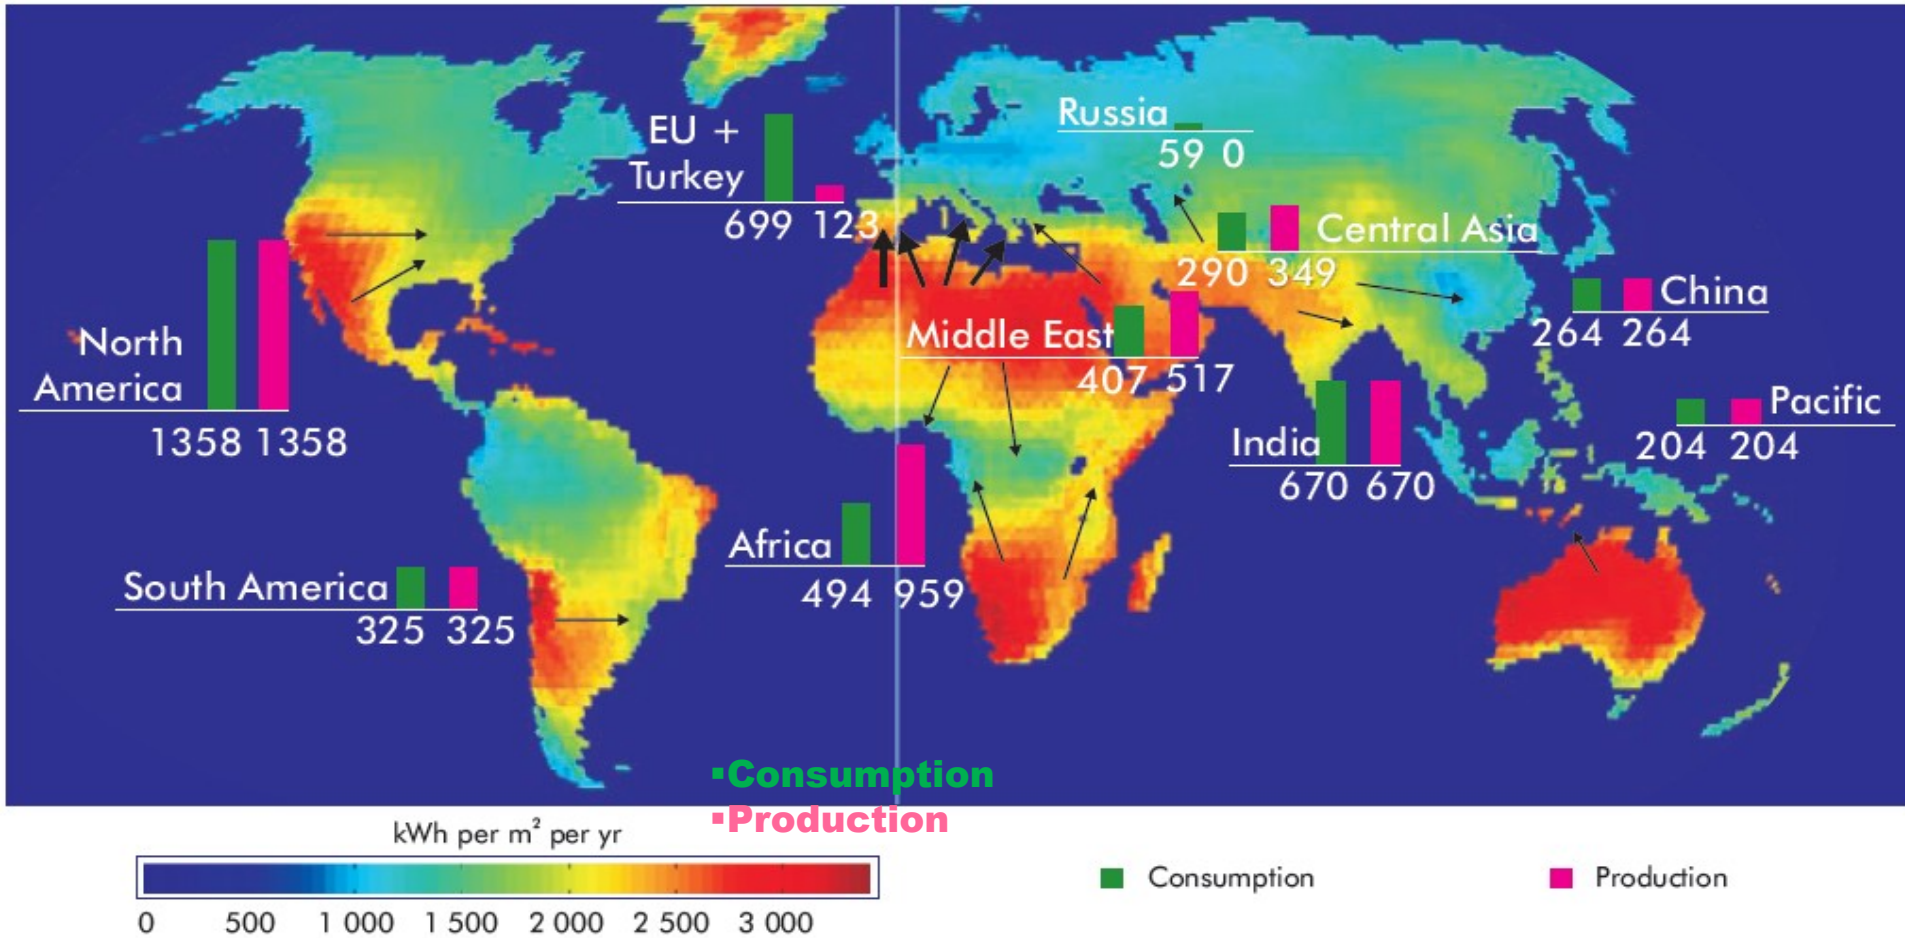 EU +
Turkey
699 123
Russia
59 0
Central Asia
290 349
North
America
1358 1358
Middle East
407 517
China
264 264
Pacific
204 204
India
670 670
Africa
494 959
South America
325 325
▪Consumption
▪Production
kWh per m² per yr
0 500 1 000 1 500 2 000 2 500 3 000
Consumption
Production